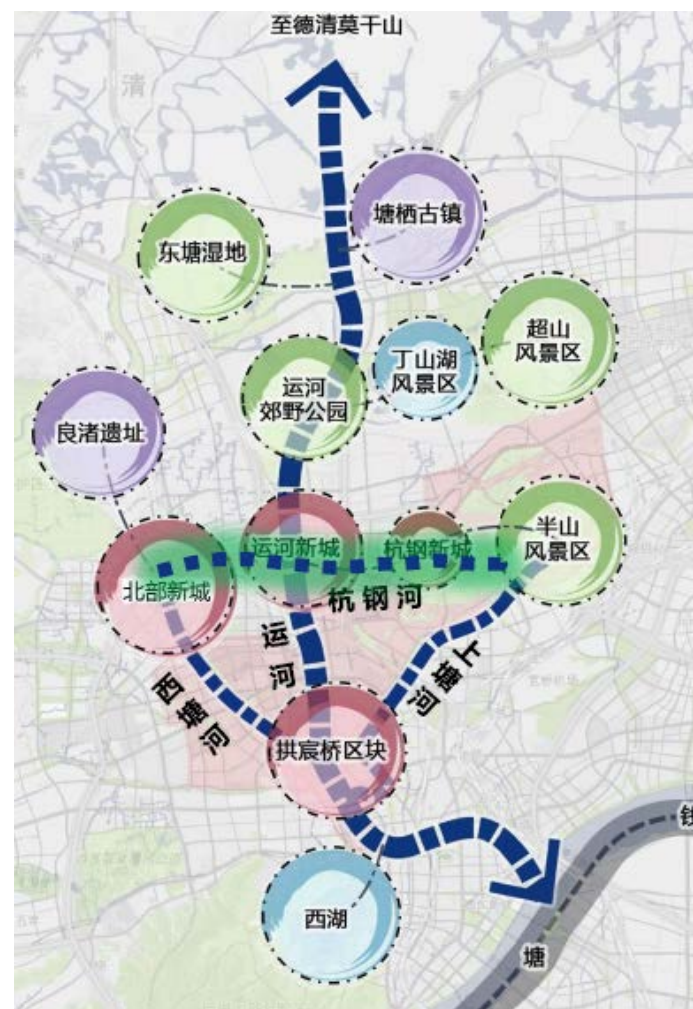 至德清莫干山
清
塘栖古镇
东塘湿地
超山
风景区
丁山湖
风景区
运河
郊野公园
良渚遗址
半山
风景区
运河新城
杭钢新城
北部新城
杭钢河
运河
上塘河
西塘河
拱宸桥区块
钱
西湖
塘